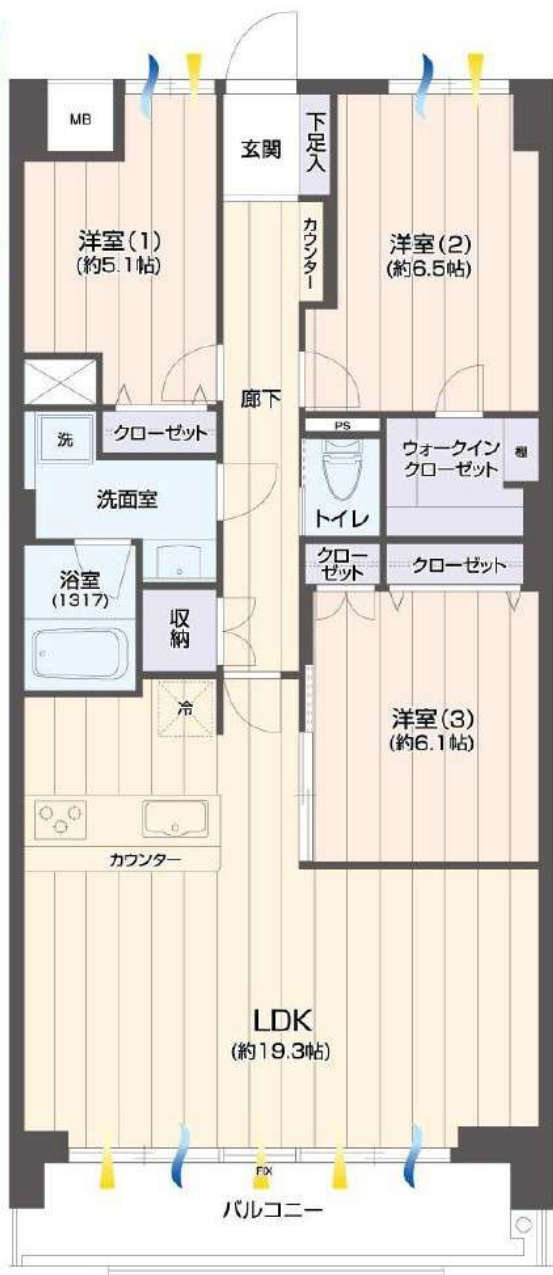 MB
玄関
下足入
洋室(1)
(約5.1帖)
カウンター
洋室(2)
(約6.5帖)
廊下
クローゼット
洗
PS
ウォークイン
クローゼット
棚
洗面室
トイレ
浴室
(1317)
収納
クロー
ゼット
クローゼット
冷
洋室(3)
(約6.1帖)
カウンター
LDK
(約19.3帖)
FIX
バルコニー